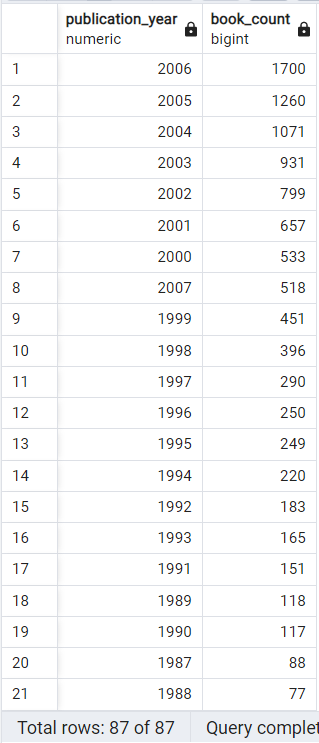 publication_year book_count
numeric bigint
1 2006 1700
2 2005 1260
3 2004 1071
4 2003 931
5 2002 799
6 2001 657
7 2000 533
8 2007 518
9 1999 451
10 1998 396
11 1997 290
12 1996 250
13 1995 249
14 1994 220
15 1992 183
16 1993 165
17 1991 151
18 1989 118
19 1990 117
20 1987 88
21 1988 77
Total rows: 87 of 87 Query complet